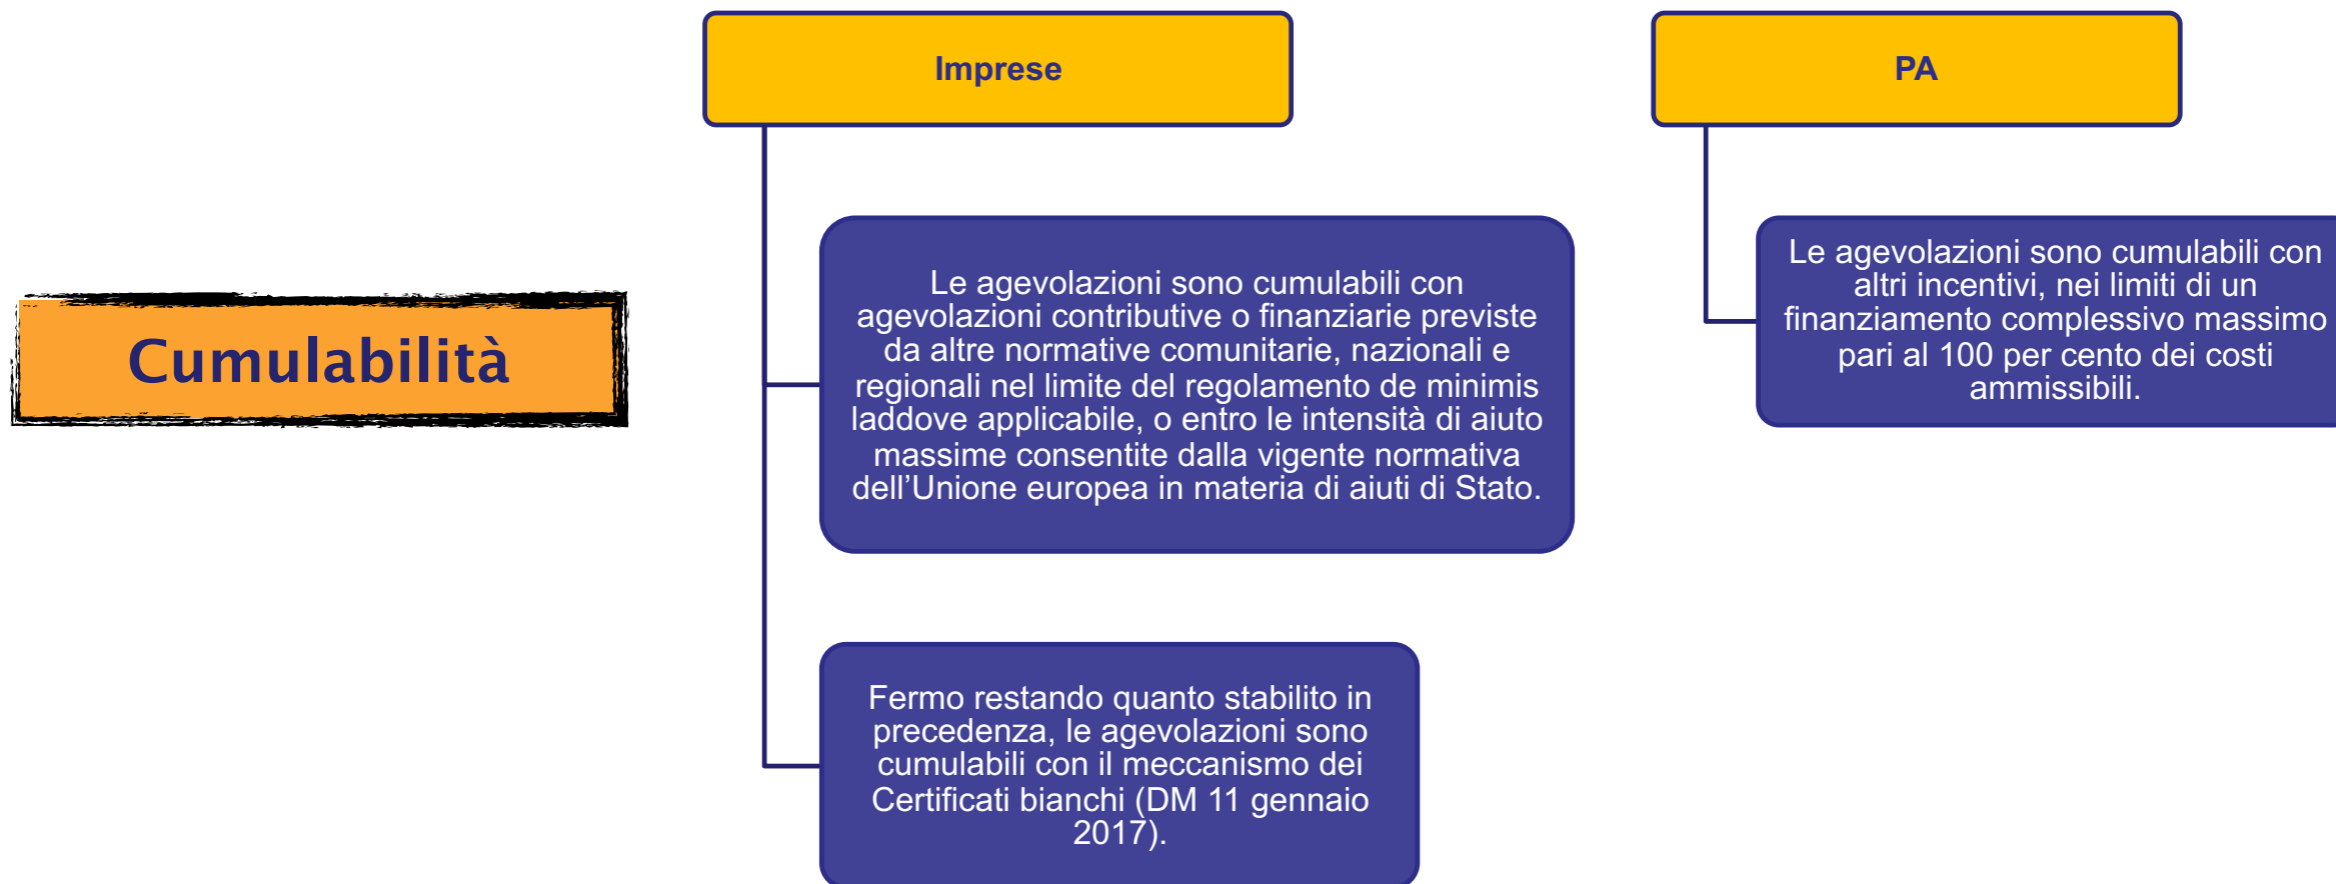 Cumulabilità
Imprese
Le agevolazioni sono cumulabili con
agevolazioni contributive o finanziarie previste
da altre normative comunitarie, nazionali e
regionali nel limite del regolamento de minimis
laddove applicabile, o entro le intensità di aiuto
massime consentite dalla vigente normativa
dell’Unione europea in materia di aiuti di Stato.
Fermo restando quanto stabilito in
precedenza, le agevolazioni sono
cumulabili con il meccanismo dei
Certificati bianchi (DM 11 gennaio
2017).
PA
Le agevolazioni sono cumulabili con
altri incentivi, nei limiti di un
finanziamento complessivo massimo
pari al 100 per cento dei costi
ammissibili.